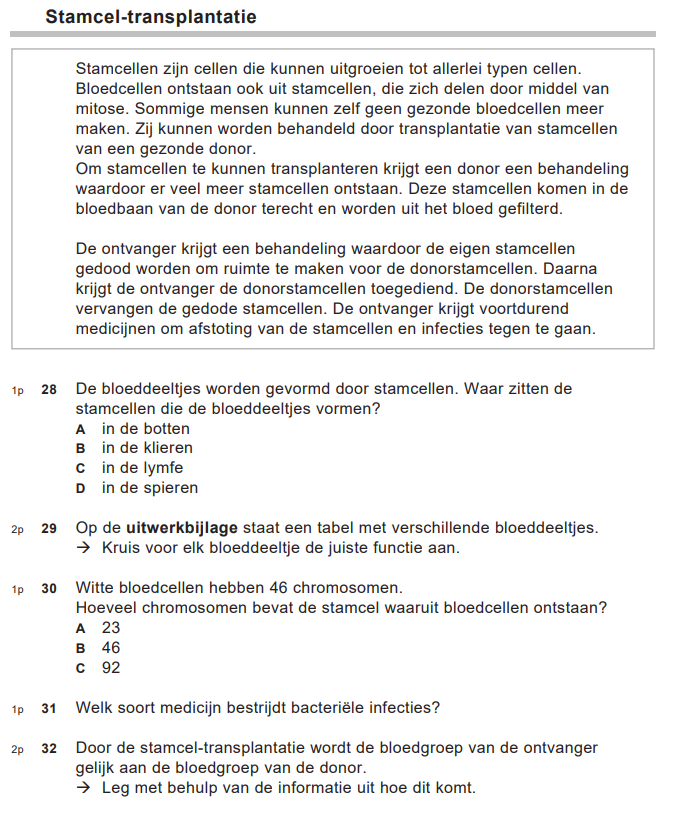 Stamcel-transplantatie
Stamcellen zijn cellen die kunnen uitgroeien tot allerlei typen cellen.
Bloedcellen ontstaan ook uit stamcellen, die zich delen door middel van
mitose. Sommige mensen kunnen zelf geen gezonde bloedcellen meer
maken. Zij kunnen worden behandeld door transplantatie van stamcellen
van een gezonde donor.
Om stamcellen te kunnen transplanteren krijgt een donor een behandeling
waardoor er veel meer stamcellen ontstaan. Deze stamcellen komen in de
bloedbaan van de donor terecht en worden uit het bloed gefilterd.
De ontvanger krijgt een behandeling waardoor de eigen stamcellen
gedood worden om ruimte te maken voor de donorstamcellen. Daarna
krijgt de ontvanger de donorstamcellen toegediend. De donorstamcellen
vervangen de gedode stamcellen. De ontvanger krijgt voortdurend
medicijnen om afstoting van de stamcellen en infecties tegen te gaan.
1p 28 De bloeddeeltjes worden gevormd door stamcellen. Waar zitten de
stamcellen die de bloeddeeltjes vormen?
A in de botten
B in de klieren
C in de lymfe
D in de spieren
2p 29 Op de uitwerkbijlage staat een tabel met verschillende bloeddeeltjes.
→ Kruis voor elk bloeddeeltje de juiste functie aan.
1p 30 Witte bloedcellen hebben 46 chromosomen.
Hoeveel chromosomen bevat de stamcel waaruit bloedcellen ontstaan?
A 23
B 46
C 92
1p 31 Welk soort medicijn bestrijdt bacteriële infecties?
2p 32 Door de stamcel-transplantatie wordt de bloedgroep van de ontvanger
gelijk aan de bloedgroep van de donor.
→ Leg met behulp van de informatie uit hoe dit komt.